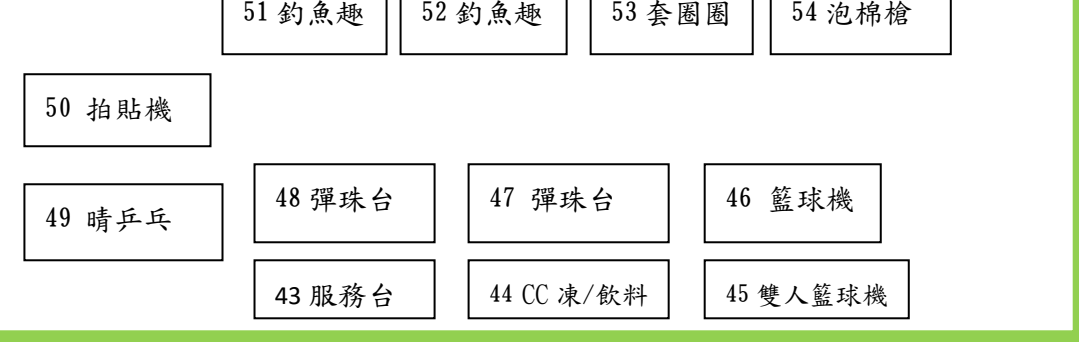 51 釣魚趣
52 釣魚趣
53 套圈圈
54 泡棉槍
50 拍貼機
49 晴乒乓
48 彈珠台
47 彈珠台
46 籃球機
43 服務台
44 CC 凍/飲料
45 雙人籃球機